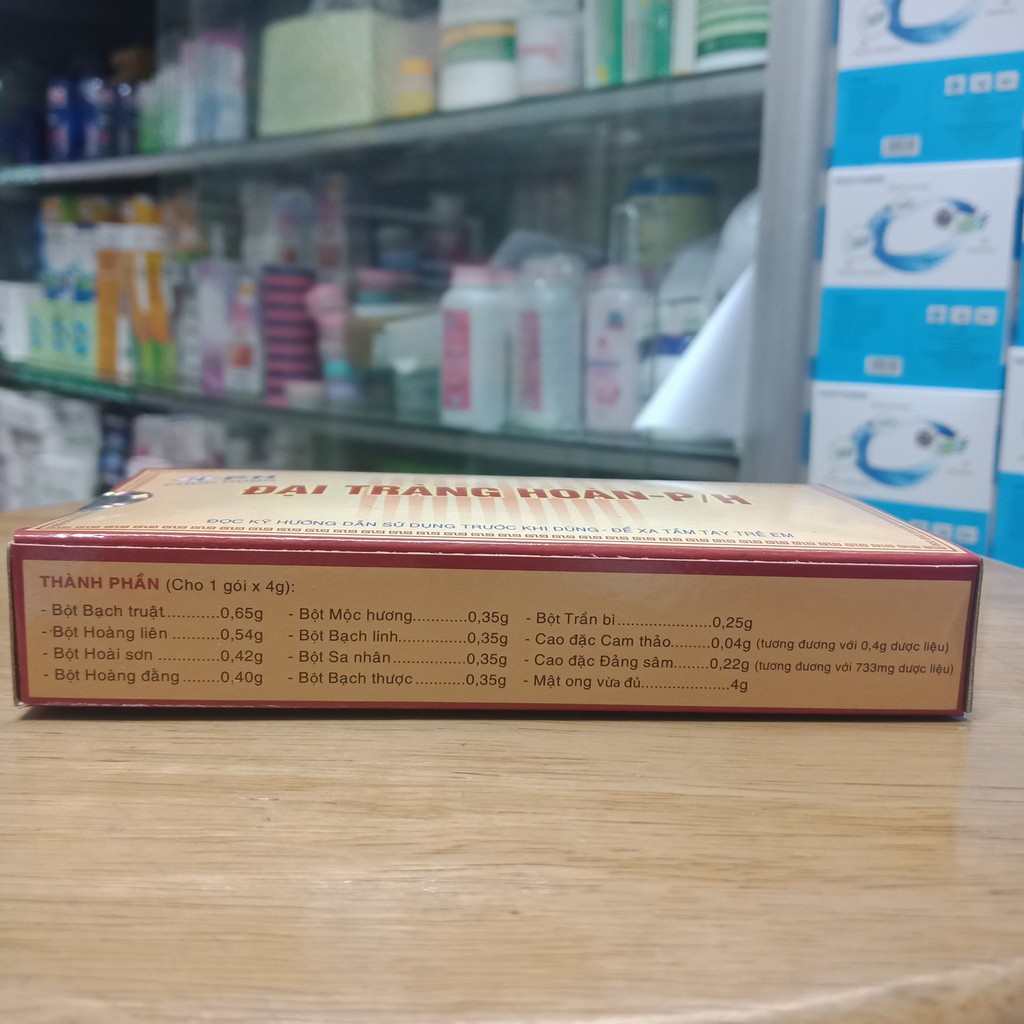 ĐẠI TRÀNG HOÀN-P/H
ĐỌC KỸ HƯỚNG DẪN SỬ DỤNG TRƯỚC KHI DÙNG - ĐỂ XA TẦM TAY TRẺ EM
THÀNH PHẦN (Cho 1 gói x 4g):
- Bột Bạch truật...........0,65g
- Bột Hoàng liên ..........0,54g
- Bột Hoài sơn .............0,42g
- Bột Hoàng đằng ........0,40g
- Bột Mộc hương............0,35g
- Bột Bạch linh...............0,35g
- Bột Sa nhân................0,35g
- Bột Bạch thược............0,35g
- Bột Trần bì.....................0,25g
- Cao đặc Cam thảo.........0,04g (tương đương với 0,4g dược liệu)
- Cao đặc Đảng sâm.........0,22g (tương đương với 733mg dược liệu)
- Mật ong vừa đủ....................4g